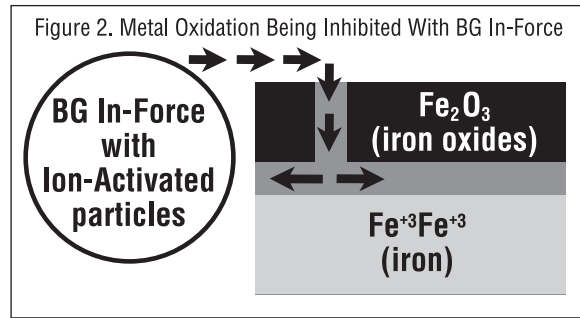 Figure 2. Metal Oxidation Being Inhibited With BG In-Force
BG In-Force
with
Ion-Activated
particles
Fe₂O₃
(iron oxides)
Fe⁺³Fe⁺³
(iron)